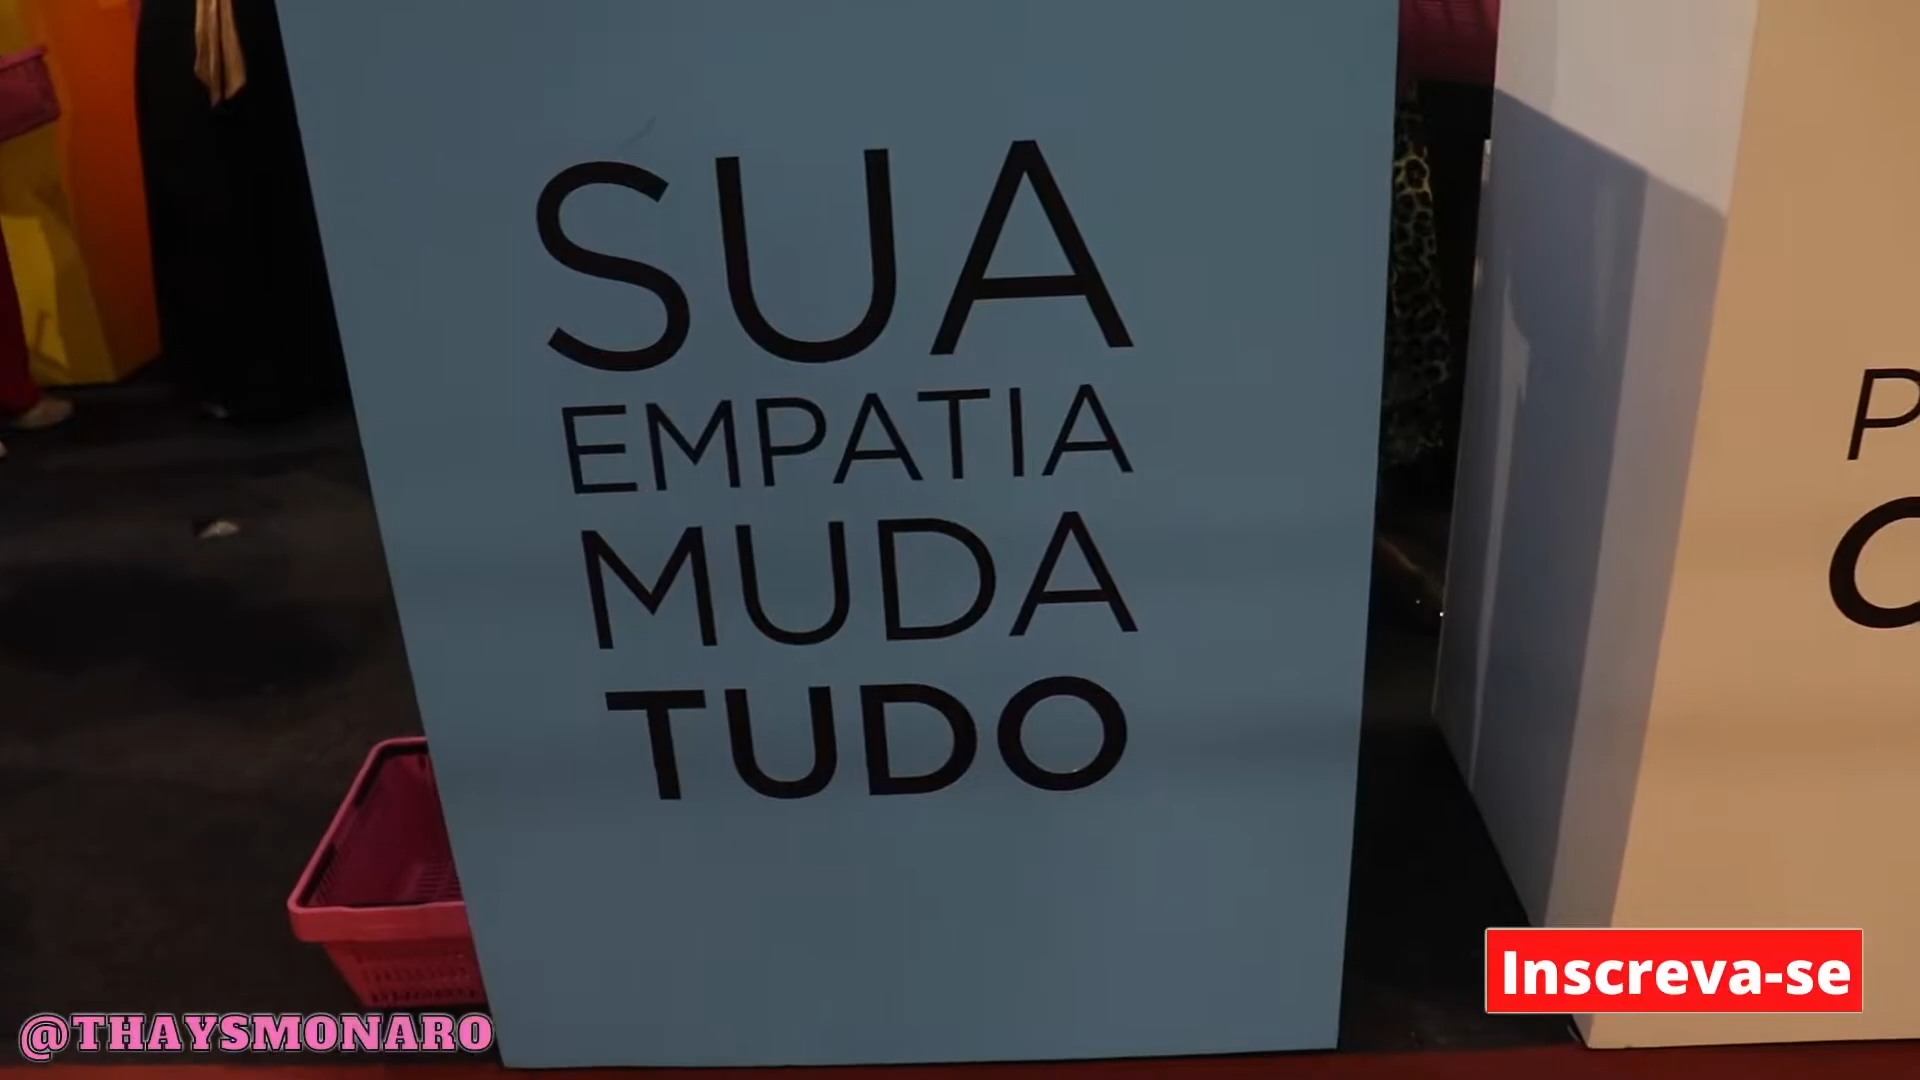 SUA
EMPATIA
MUDA
TUDO
Inscreva-se
@THAYSMONARO